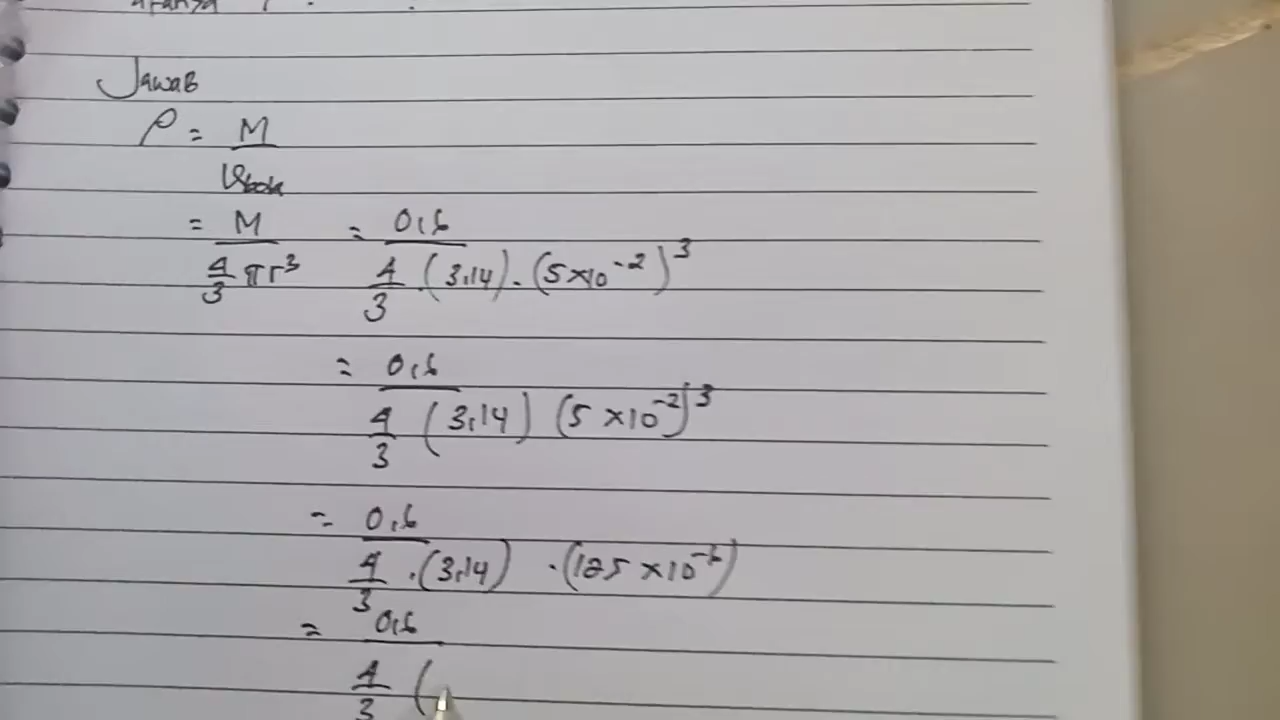 Jawab
ρ = M
Vbola
= M = 0,6
4/3 πr³ 4/3 . (3,14) . (5×10⁻²)³
= 0,6
4/3 (3,14) (5 ×10⁻²)³
= 0,6
4/3 . (3,14) . (125 ×10⁻⁶)
= 0,6
4/3 (